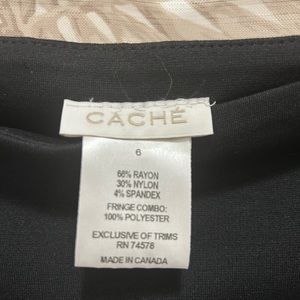 CACHÉ
6
66% RAYON
30% NYLON
4% SPANDEX
FRINGE COMBO:
100% POLYESTER
EXCLUSIVE OF TRIMS
RN 74578
MADE IN CANADA